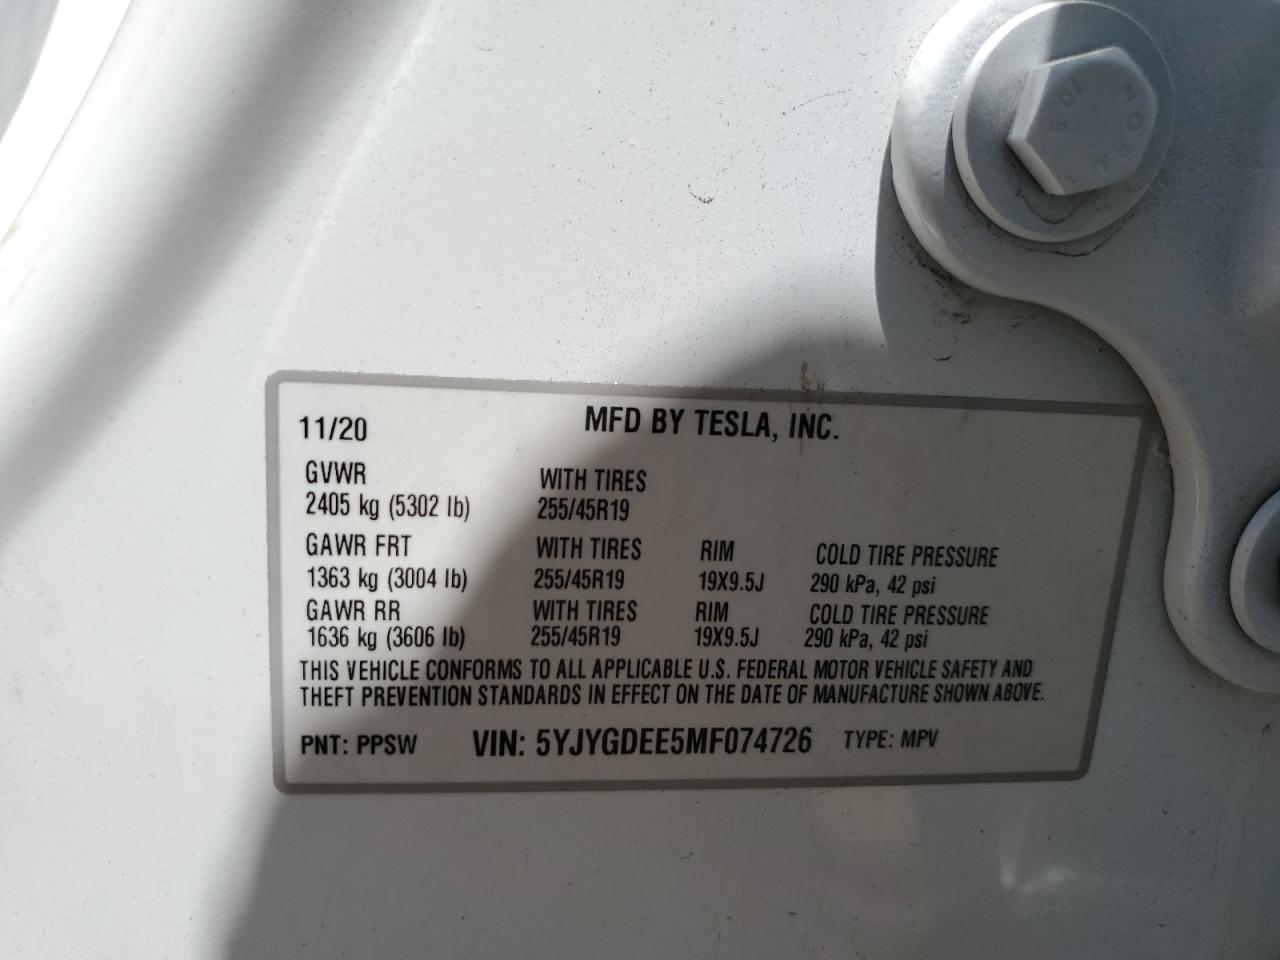 11/20 MFD BY TESLA, INC.
GVWR WITH TIRES
2405 kg (5302 lb) 255/45R19
GAWR FRT WITH TIRES RIM COLD TIRE PRESSURE
1363 kg (3004 lb) 255/45R19 19X9.5J 290 kPa, 42 psi
GAWR RR WITH TIRES RIM COLD TIRE PRESSURE
1636 kg (3606 lb) 255/45R19 19X9.5J 290 kPa, 42 psi
THIS VEHICLE CONFORMS TO ALL APPLICABLE U.S. FEDERAL MOTOR VEHICLE SAFETY AND
THEFT PREVENTION STANDARDS IN EFFECT ON THE DATE OF MANUFACTURE SHOWN ABOVE.
PNT: PPSW VIN: 5YJYGDEE5MF074726 TYPE: MPV